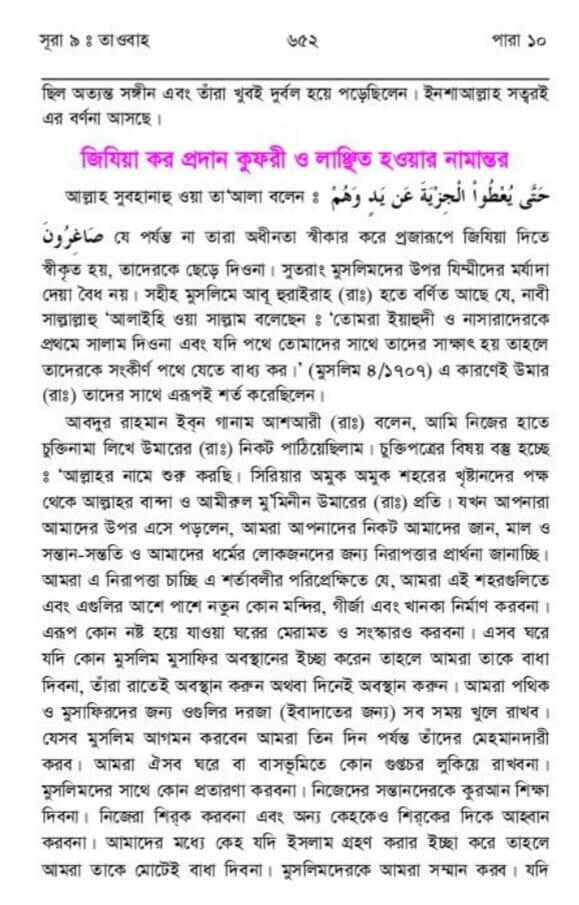 সূরা ৯ ঃ তাওবাহ ৬৫২ পারা ১০
ছিল অত্যন্ত সঙ্গীন এবং তাঁরা খুবই দুর্বল হয়ে পড়েছিলেন। ইনশাআল্লাহ সত্বরই
এর বর্ণনা আসছে।
জিযিয়া কর প্রদান কুফরী ও লাঞ্ছিত হওয়ার নামান্তর
আল্লাহ সুবহানাহু ওয়া তা'আলা বলেন ঃ حَتَّى يُعْطُواْ الْجِزْيَةَ عَن يَدٍ وَهُمْ
صَاغِرُونَ যে পর্যন্ত না তারা অধীনতা স্বীকার করে প্রজারূপে জিযিয়া দিতে
স্বীকৃত হয়, তাদেরকে ছেড়ে দিওনা। সুতরাং মুসলিমদের উপর যিম্মীদের মর্যাদা
দেয়া বৈধ নয়। সহীহ মুসলিমে আবূ হুরাইরাহ (রাঃ) হতে বর্ণিত আছে যে, নাবী
সাল্লাল্লাহু 'আলাইহি ওয়া সাল্লাম বলেছেন ঃ 'তোমরা ইয়াহুদী ও নাসারাদেরকে
প্রথমে সালাম দিওনা এবং যদি পথে তোমাদের সাথে তাদের সাক্ষাৎ হয় তাহলে
তাদেরকে সংকীর্ণ পথে যেতে বাধ্য কর।' (মুসলিম ৪/১৭০৭) এ কারণেই উমার
(রাঃ) তাদের সাথে এরূপই শর্ত করেছিলেন।
আবদুর রাহমান ইব্‌ন গানাম আশআরী (রাঃ) বলেন, আমি নিজের হাতে
চুক্তিনামা লিখে উমারের (রাঃ) নিকট পাঠিয়েছিলাম। চুক্তিপত্রের বিষয় বস্তু হচ্ছে
ঃ 'আল্লাহর নামে শুরু করছি। সিরিয়ার অমুক অমুক শহরের খৃষ্টানদের পক্ষ
থেকে আল্লাহর বান্দা ও আমীরুল মু'মিনীন উমারের (রাঃ) প্রতি। যখন আপনারা
আমাদের উপর এসে পড়লেন, আমরা আপনাদের নিকট আমাদের জান, মাল ও
সন্তান-সন্ততি ও আমাদের ধর্মের লোকজনদের জন্য নিরাপত্তার প্রার্থনা জানাচ্ছি।
আমরা এ নিরাপত্তা চাচ্ছি এ শর্তাবলীর পরিপ্রেক্ষিতে যে, আমরা এই শহরগুলিতে
এবং এগুলির আশে পাশে নতুন কোন মন্দির, গীর্জা এবং খানকা নির্মাণ করবনা।
এরূপ কোন নষ্ট হয়ে যাওয়া ঘরের মেরামত ও সংস্কারও করবনা। এসব ঘরে
যদি কোন মুসলিম মুসাফির অবস্থানের ইচ্ছা করেন তাহলে আমরা তাকে বাধা
দিবনা, তাঁরা রাতেই অবস্থান করুন অথবা দিনেই অবস্থান করুন। আমরা পথিক
ও মুসাফিরদের জন্য ওগুলির দরজা (ইবাদাতের জন্য) সব সময় খুলে রাখব।
যেসব মুসলিম আগমন করবেন আমরা তিন দিন পর্যন্ত তাঁদের মেহমানদারী
করব। আমরা ঐসব ঘরে বা বাসভূমিতে কোন গুপ্তচর লুকিয়ে রাখবনা।
মুসলিমদের সাথে কোন প্রতারণা করবনা। নিজেদের সন্তানদেরকে কুরআন শিক্ষা
দিবনা। নিজেরা শির্‌ক করবনা এবং অন্য কেহকেও শির্‌কের দিকে আহ্বান
করবনা। আমাদের মধ্যে কেহ যদি ইসলাম গ্রহণ করার ইচ্ছা করে তাহলে
আমরা তাকে মোটেই বাধা দিবনা। মুসলিমদেরকে আমরা সম্মান করব। যদি